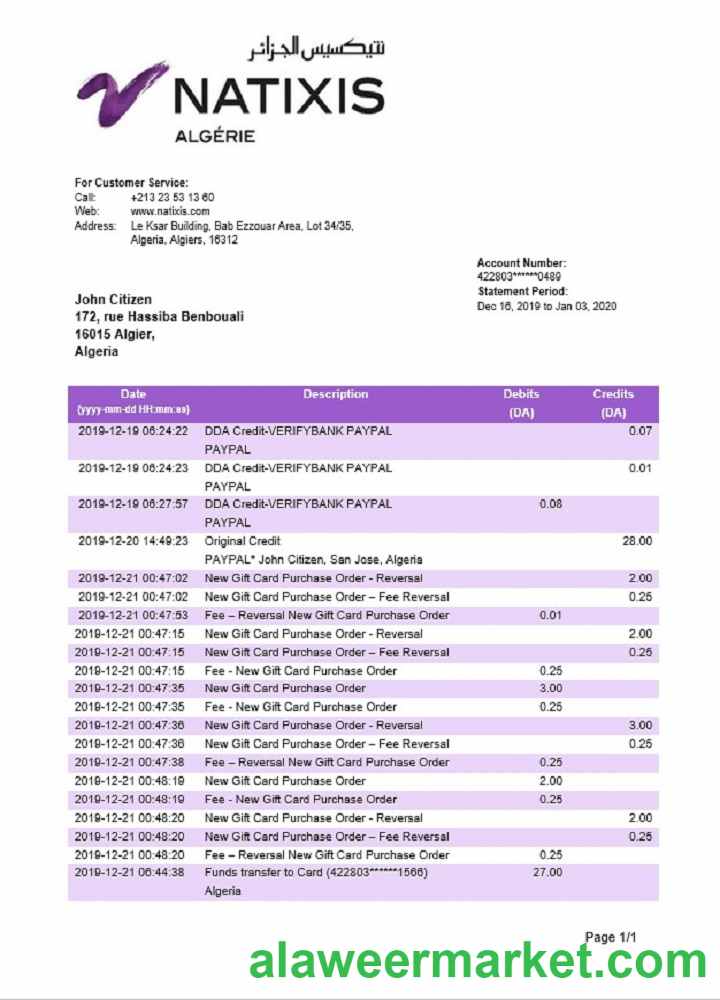 نتيكسيس الجزائر
NATIXIS
ALGÉRIE
For Customer Service:
Call: +213 23 53 13 60
Web: www.natixis.com
Address: Le Ksar Building, Bab Ezzouar Area, Lot 34/35,
Algeria, Algiers, 16312
Account Number:
422803******0489
Statement Period:
Dec 16, 2019 to Jan 03, 2020
John Citizen
172, rue Hassiba Benbouali
16015 Algier,
Algeria
Date Description Debits Credits
(yyyy-mm-dd HH:mm:ss) (DA) (DA)
2019-12-19 06:24:22 DDA Credit-VERIFYBANK PAYPAL 0.07
PAYPAL
2019-12-19 06:24:23 DDA Credit-VERIFYBANK PAYPAL 0.01
PAYPAL
2019-12-19 06:27:57 DDA Credit-VERIFYBANK PAYPAL 0.08
PAYPAL
2019-12-20 14:49:23 Original Credit 28.00
PAYPAL* John Citizen, San Jose, Algeria
2019-12-21 00:47:02 New Gift Card Purchase Order - Reversal 2.00
2019-12-21 00:47:02 New Gift Card Purchase Order – Fee Reversal 0.25
2019-12-21 00:47:53 Fee – Reversal New Gift Card Purchase Order 0.01
2019-12-21 00:47:15 New Gift Card Purchase Order - Reversal 2.00
2019-12-21 00:47:15 New Gift Card Purchase Order – Fee Reversal 0.25
2019-12-21 00:47:15 Fee - New Gift Card Purchase Order 0.25
2019-12-21 00:47:35 New Gift Card Purchase Order 3.00
2019-12-21 00:47:35 Fee - New Gift Card Purchase Order 0.25
2019-12-21 00:47:36 New Gift Card Purchase Order - Reversal 3.00
2019-12-21 00:47:36 New Gift Card Purchase Order – Fee Reversal 0.25
2019-12-21 00:47:38 Fee – Reversal New Gift Card Purchase Order 0.25
2019-12-21 00:48:19 New Gift Card Purchase Order 2.00
2019-12-21 00:48:19 Fee - New Gift Card Purchase Order 0.25
2019-12-21 00:48:20 New Gift Card Purchase Order - Reversal 2.00
2019-12-21 00:48:20 New Gift Card Purchase Order – Fee Reversal 0.25
2019-12-21 00:48:20 Fee – Reversal New Gift Card Purchase Order 0.25
2019-12-21 06:44:38 Funds transfer to Card (422803******1566) 27.00
Algeria
Page 1/1
alaweermarket.com